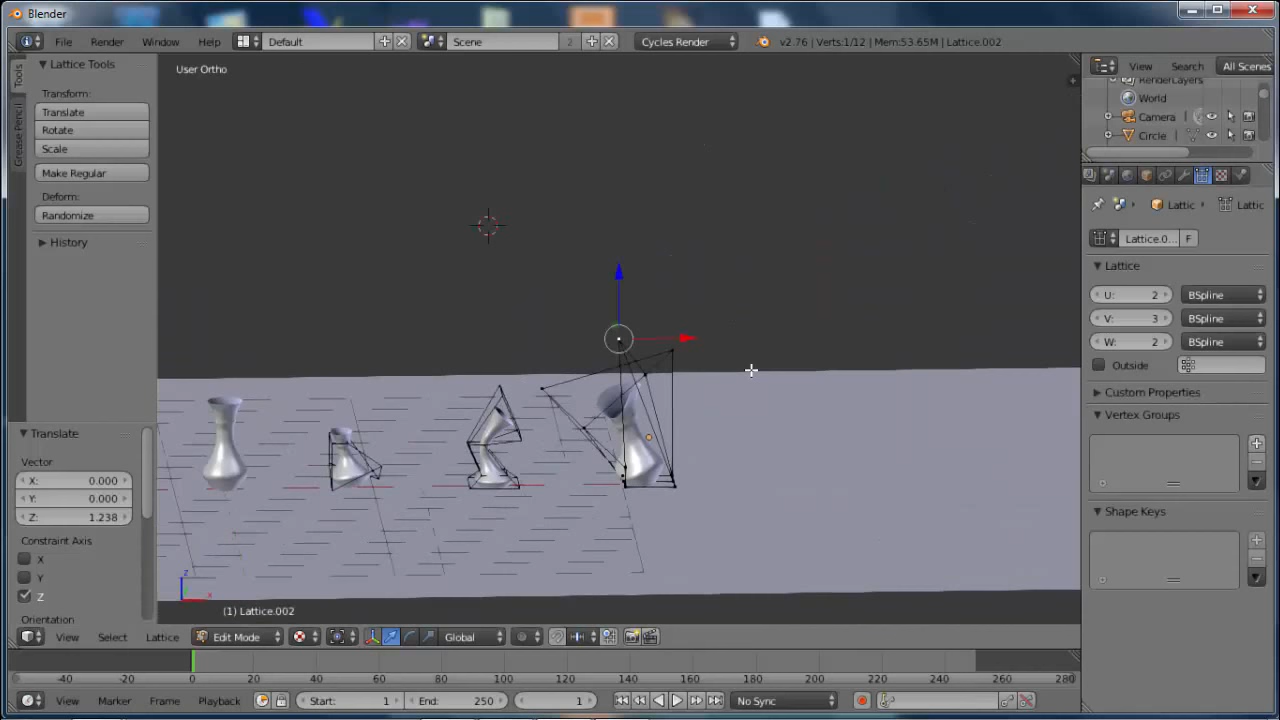 Blender
File Render Window Help Default Scene 2 Cycles Render v2.76 | Verts:1/12 | Mem:53.65M | Lattice.002
Tools
Grease Pencil
Lattice Tools
Transform:
Translate
Rotate
Scale
Make Regular
Deform:
Randomize
History
Translate
Vector
X: 0.000
Y: 0.000
Z: 1.238
Constraint Axis
X
Y
Z
Orientation
User Ortho
z
x
(1) Lattice.002
View Select Lattice Edit Mode Global
-40 -20 0 20 40 60 80 100 120 140 160 180 200 220 240 260 280
View Marker Frame Playback Start: 1 End: 250 1 No Sync
View Search All Scenes
RenderLayers
World
Camera
Circle
Lattic Lattic
Lattice.0... F
Lattice
U: 2 BSpline
V: 3 BSpline
W: 2 BSpline
Outside
Custom Properties
Vertex Groups
Shape Keys